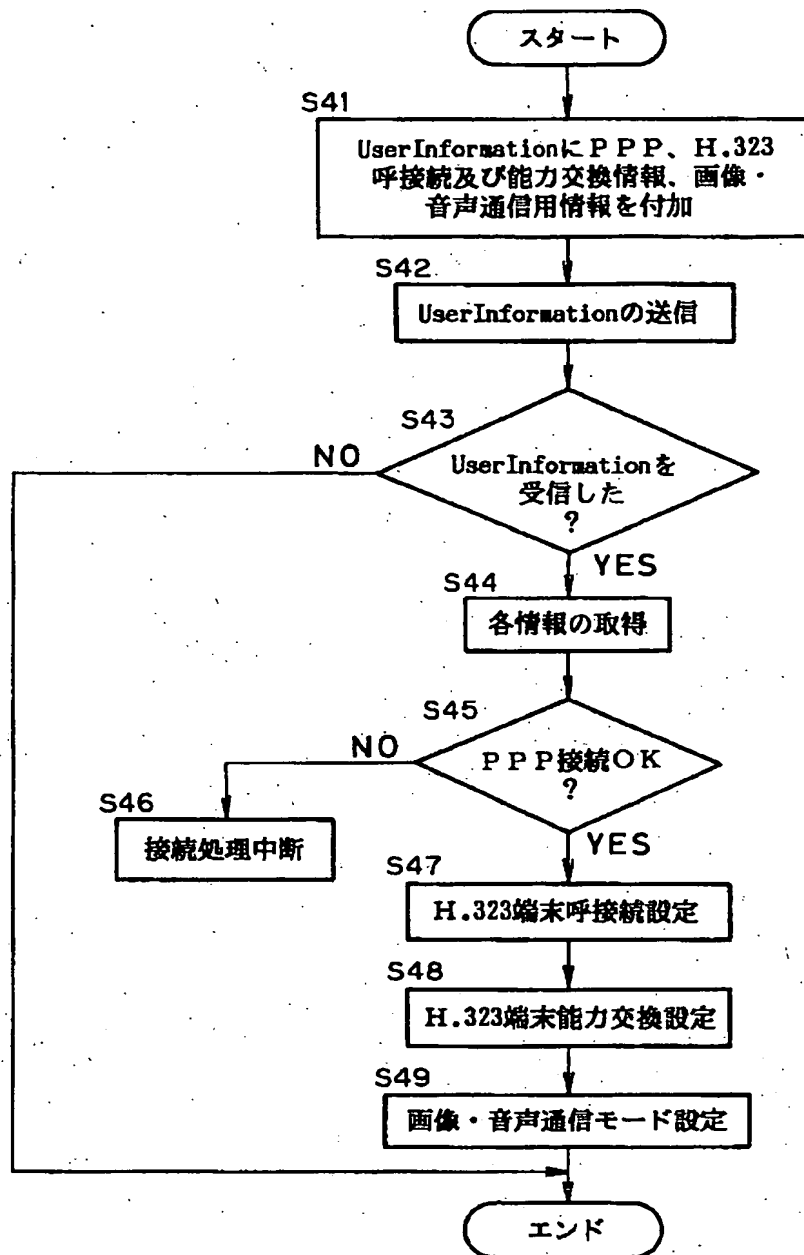 スタート
S41
UserInformationにＰＰＰ、Ｈ.323
呼接続及び能力交換情報、画像・
音声通信用情報を付加
S42
UserInformationの送信
S43
NO
UserInformationを
受信した
?
YES
S44
各情報の取得
S45
NO
ＰＰＰ接続ＯＫ
?
S46
接続処理中断
YES
S47
Ｈ.323端末呼接続設定
S48
Ｈ.323端末能力交換設定
S49
画像・音声通信モード設定
エンド